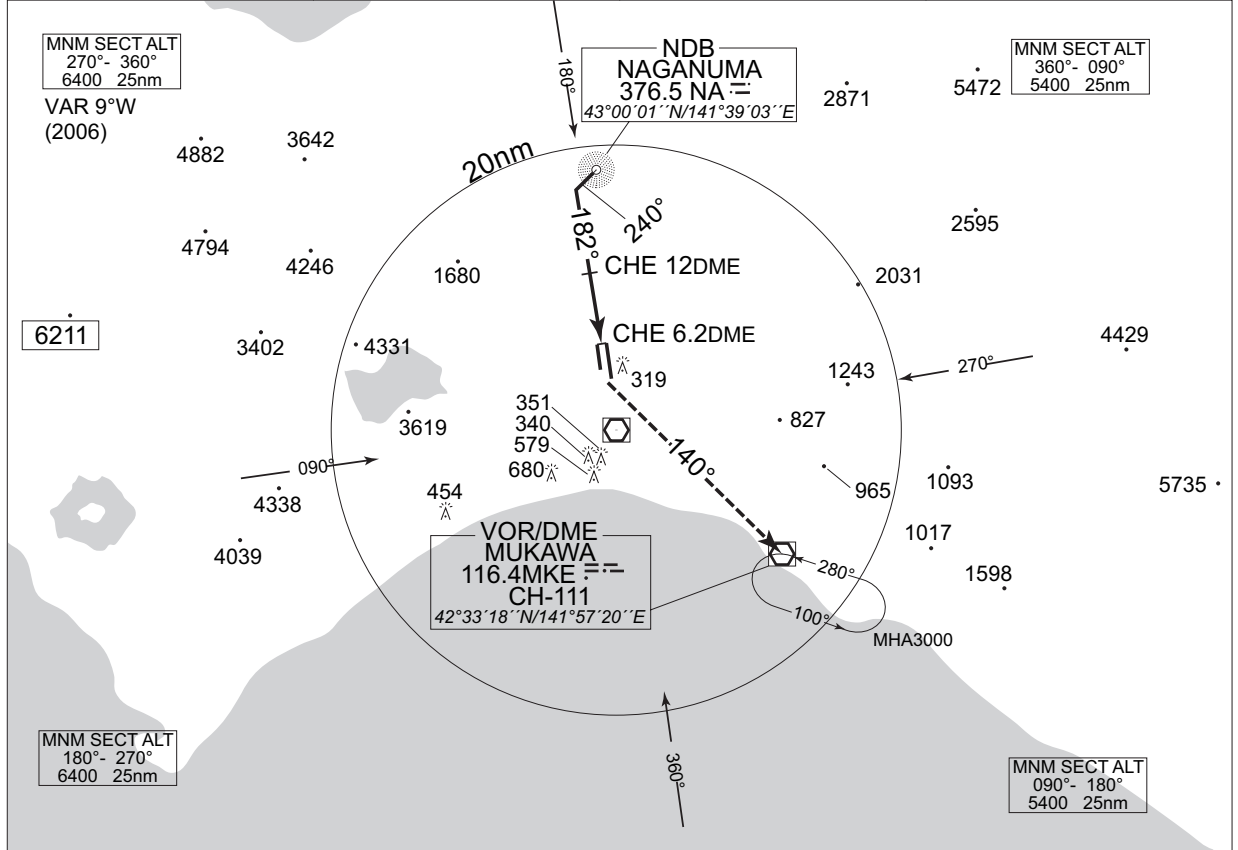 MNM SECT ALT
270°- 360°
6400 25nm
VAR 9°W
(2006)
180°
NDB
NAGANUMA
376.5 NA
43°00´01´´N/141°39´03´´E
MNM SECT ALT
360°- 090°
5400 25nm
2871
5472
4882
3642
20nm
240°
182°
2595
4794
4246
1680
CHE 12DME
2031
6211
3402
4331
CHE 6.2DME
4429
270°
319
1243
351
340
579
680
3619
827
140°
090°
4338
454
965
1093
5735
4039
1017
VOR/DME
MUKAWA
116.4MKE
CH-111
42°33´18´´N/141°57´20´´E
280°
1598
100°
MHA3000
MNM SECT ALT
180°- 270°
6400 25nm
360°
MNM SECT ALT
090°- 180°
5400 25nm